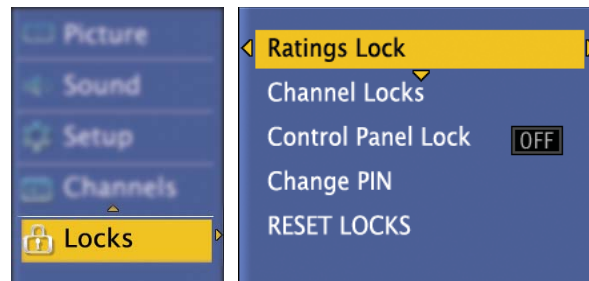 Picture
Sound
Setup
Channels
Locks
Ratings Lock
Channel Locks
Control Panel Lock OFF
Change PIN
RESET LOCKS